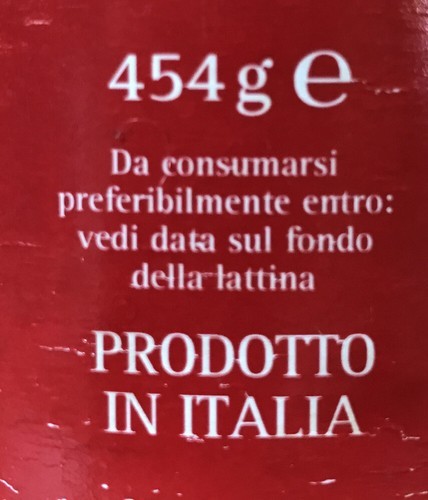 454g ℮
Da consumarsi
preferibilmente entro:
vedi data sul fondo
della lattina
PRODOTTO
IN ITALIA